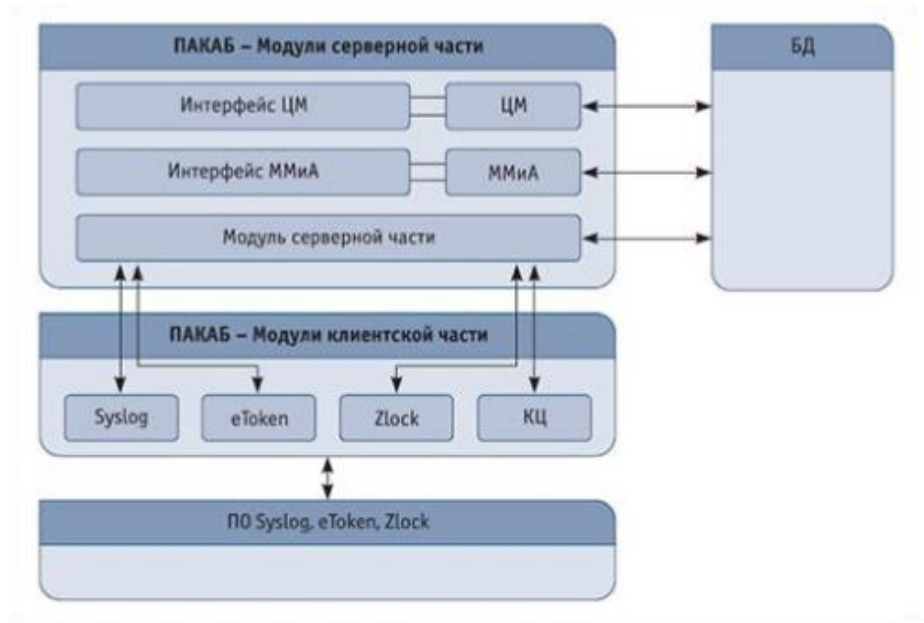 ПАКАБ – Модули серверной части
БД
Интерфейс ЦМ
ЦМ
Интерфейс ММиА
ММиА
Модуль серверной части
ПАКАБ – Модули клиентской части
Syslog
eToken
Zlock
КЦ
ПО Syslog, eToken, Zlock